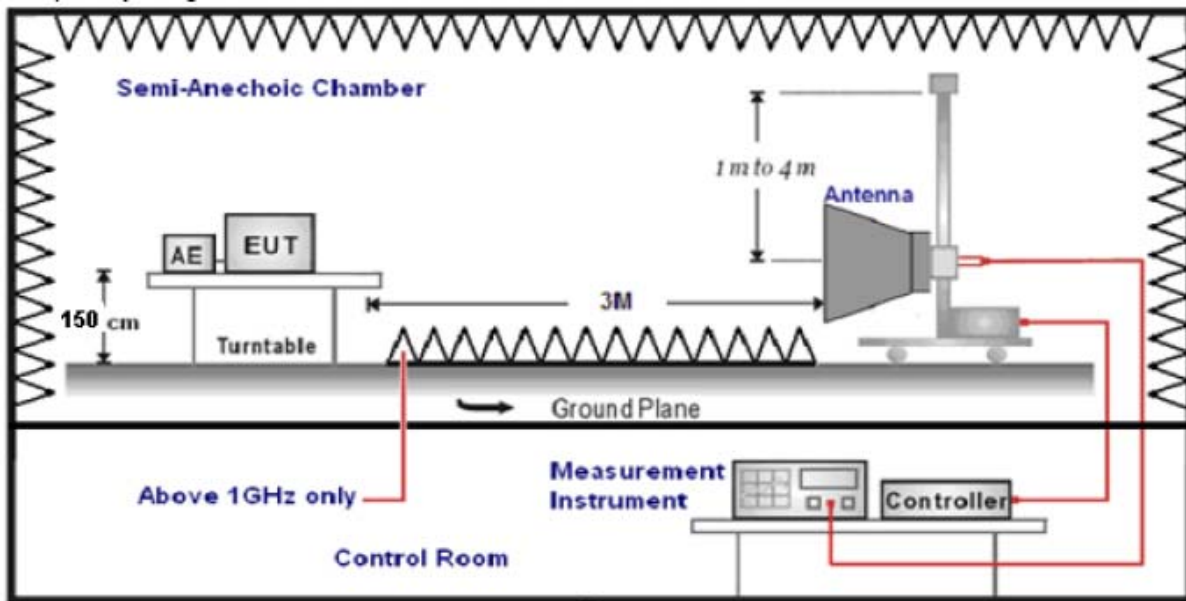 Semi-Anechoic Chamber
1 m to 4 m
Antenna
AE
EUT
150 cm
3M
Turntable
Ground Plane
Above 1GHz only
Measurement
Instrument
Controller
Control Room